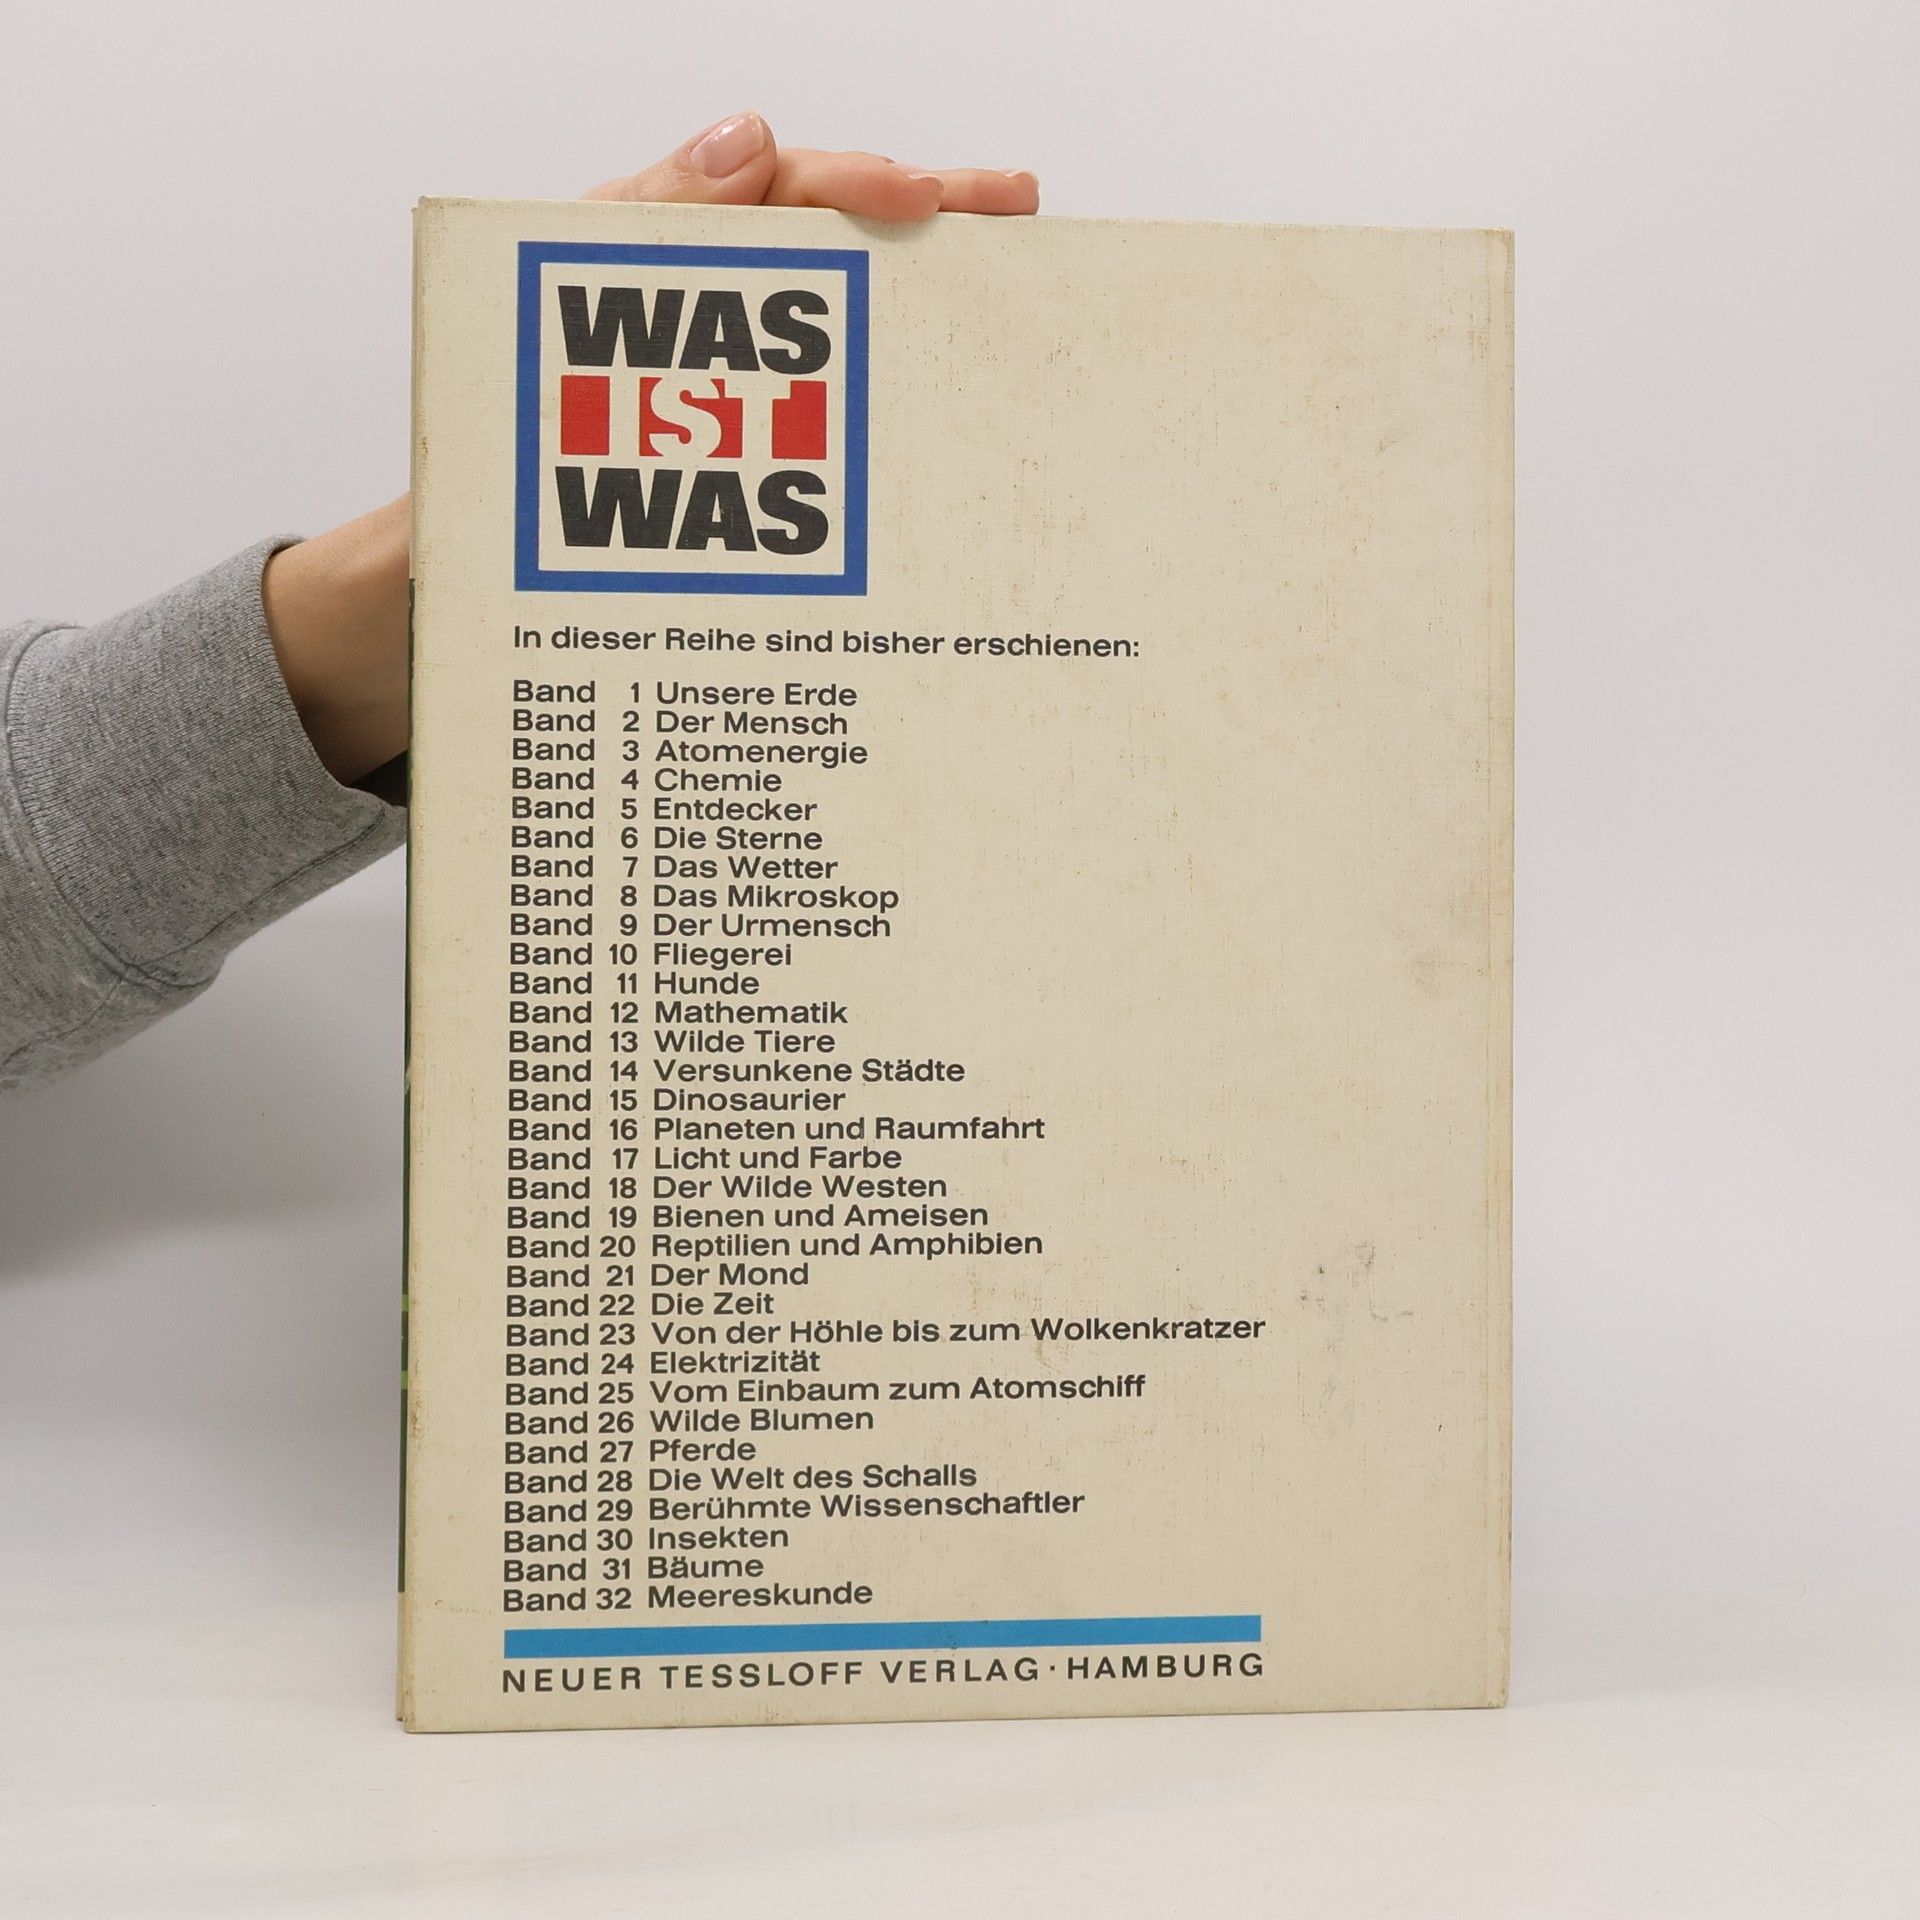 WAS
IST
WAS
In dieser Reihe sind bisher erschienen:
Band 1 Unsere Erde
Band 2 Der Mensch
Band 3 Atomenergie
Band 4 Chemie
Band 5 Entdecker
Band 6 Die Sterne
Band 7 Das Wetter
Band 8 Das Mikroskop
Band 9 Der Urmensch
Band 10 Fliegerei
Band 11 Hunde
Band 12 Mathematik
Band 13 Wilde Tiere
Band 14 Versunkene Städte
Band 15 Dinosaurier
Band 16 Planeten und Raumfahrt
Band 17 Licht und Farbe
Band 18 Der Wilde Westen
Band 19 Bienen und Ameisen
Band 20 Reptilien und Amphibien
Band 21 Der Mond
Band 22 Die Zeit
Band 23 Von der Höhle bis zum Wolkenkratzer
Band 24 Elektrizität
Band 25 Vom Einbaum zum Atomschiff
Band 26 Wilde Blumen
Band 27 Pferde
Band 28 Die Welt des Schalls
Band 29 Berühmte Wissenschaftler
Band 30 Insekten
Band 31 Bäume
Band 32 Meereskunde
NEUER TESSLOFF VERLAG · HAMBURG